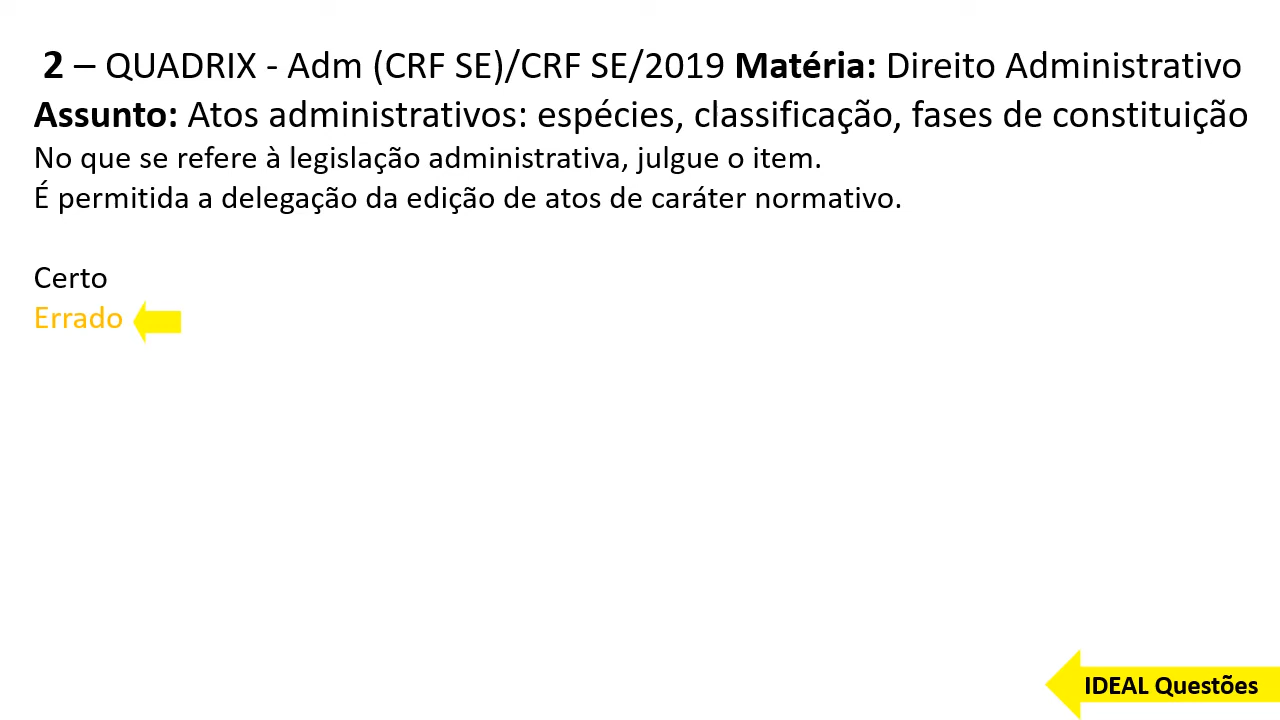 2 – QUADRIX - Adm (CRF SE)/CRF SE/2019 Matéria: Direito Administrativo
Assunto: Atos administrativos: espécies, classificação, fases de constituição
No que se refere à legislação administrativa, julgue o item.
É permitida a delegação da edição de atos de caráter normativo.
Certo
Errado
IDEAL Questões